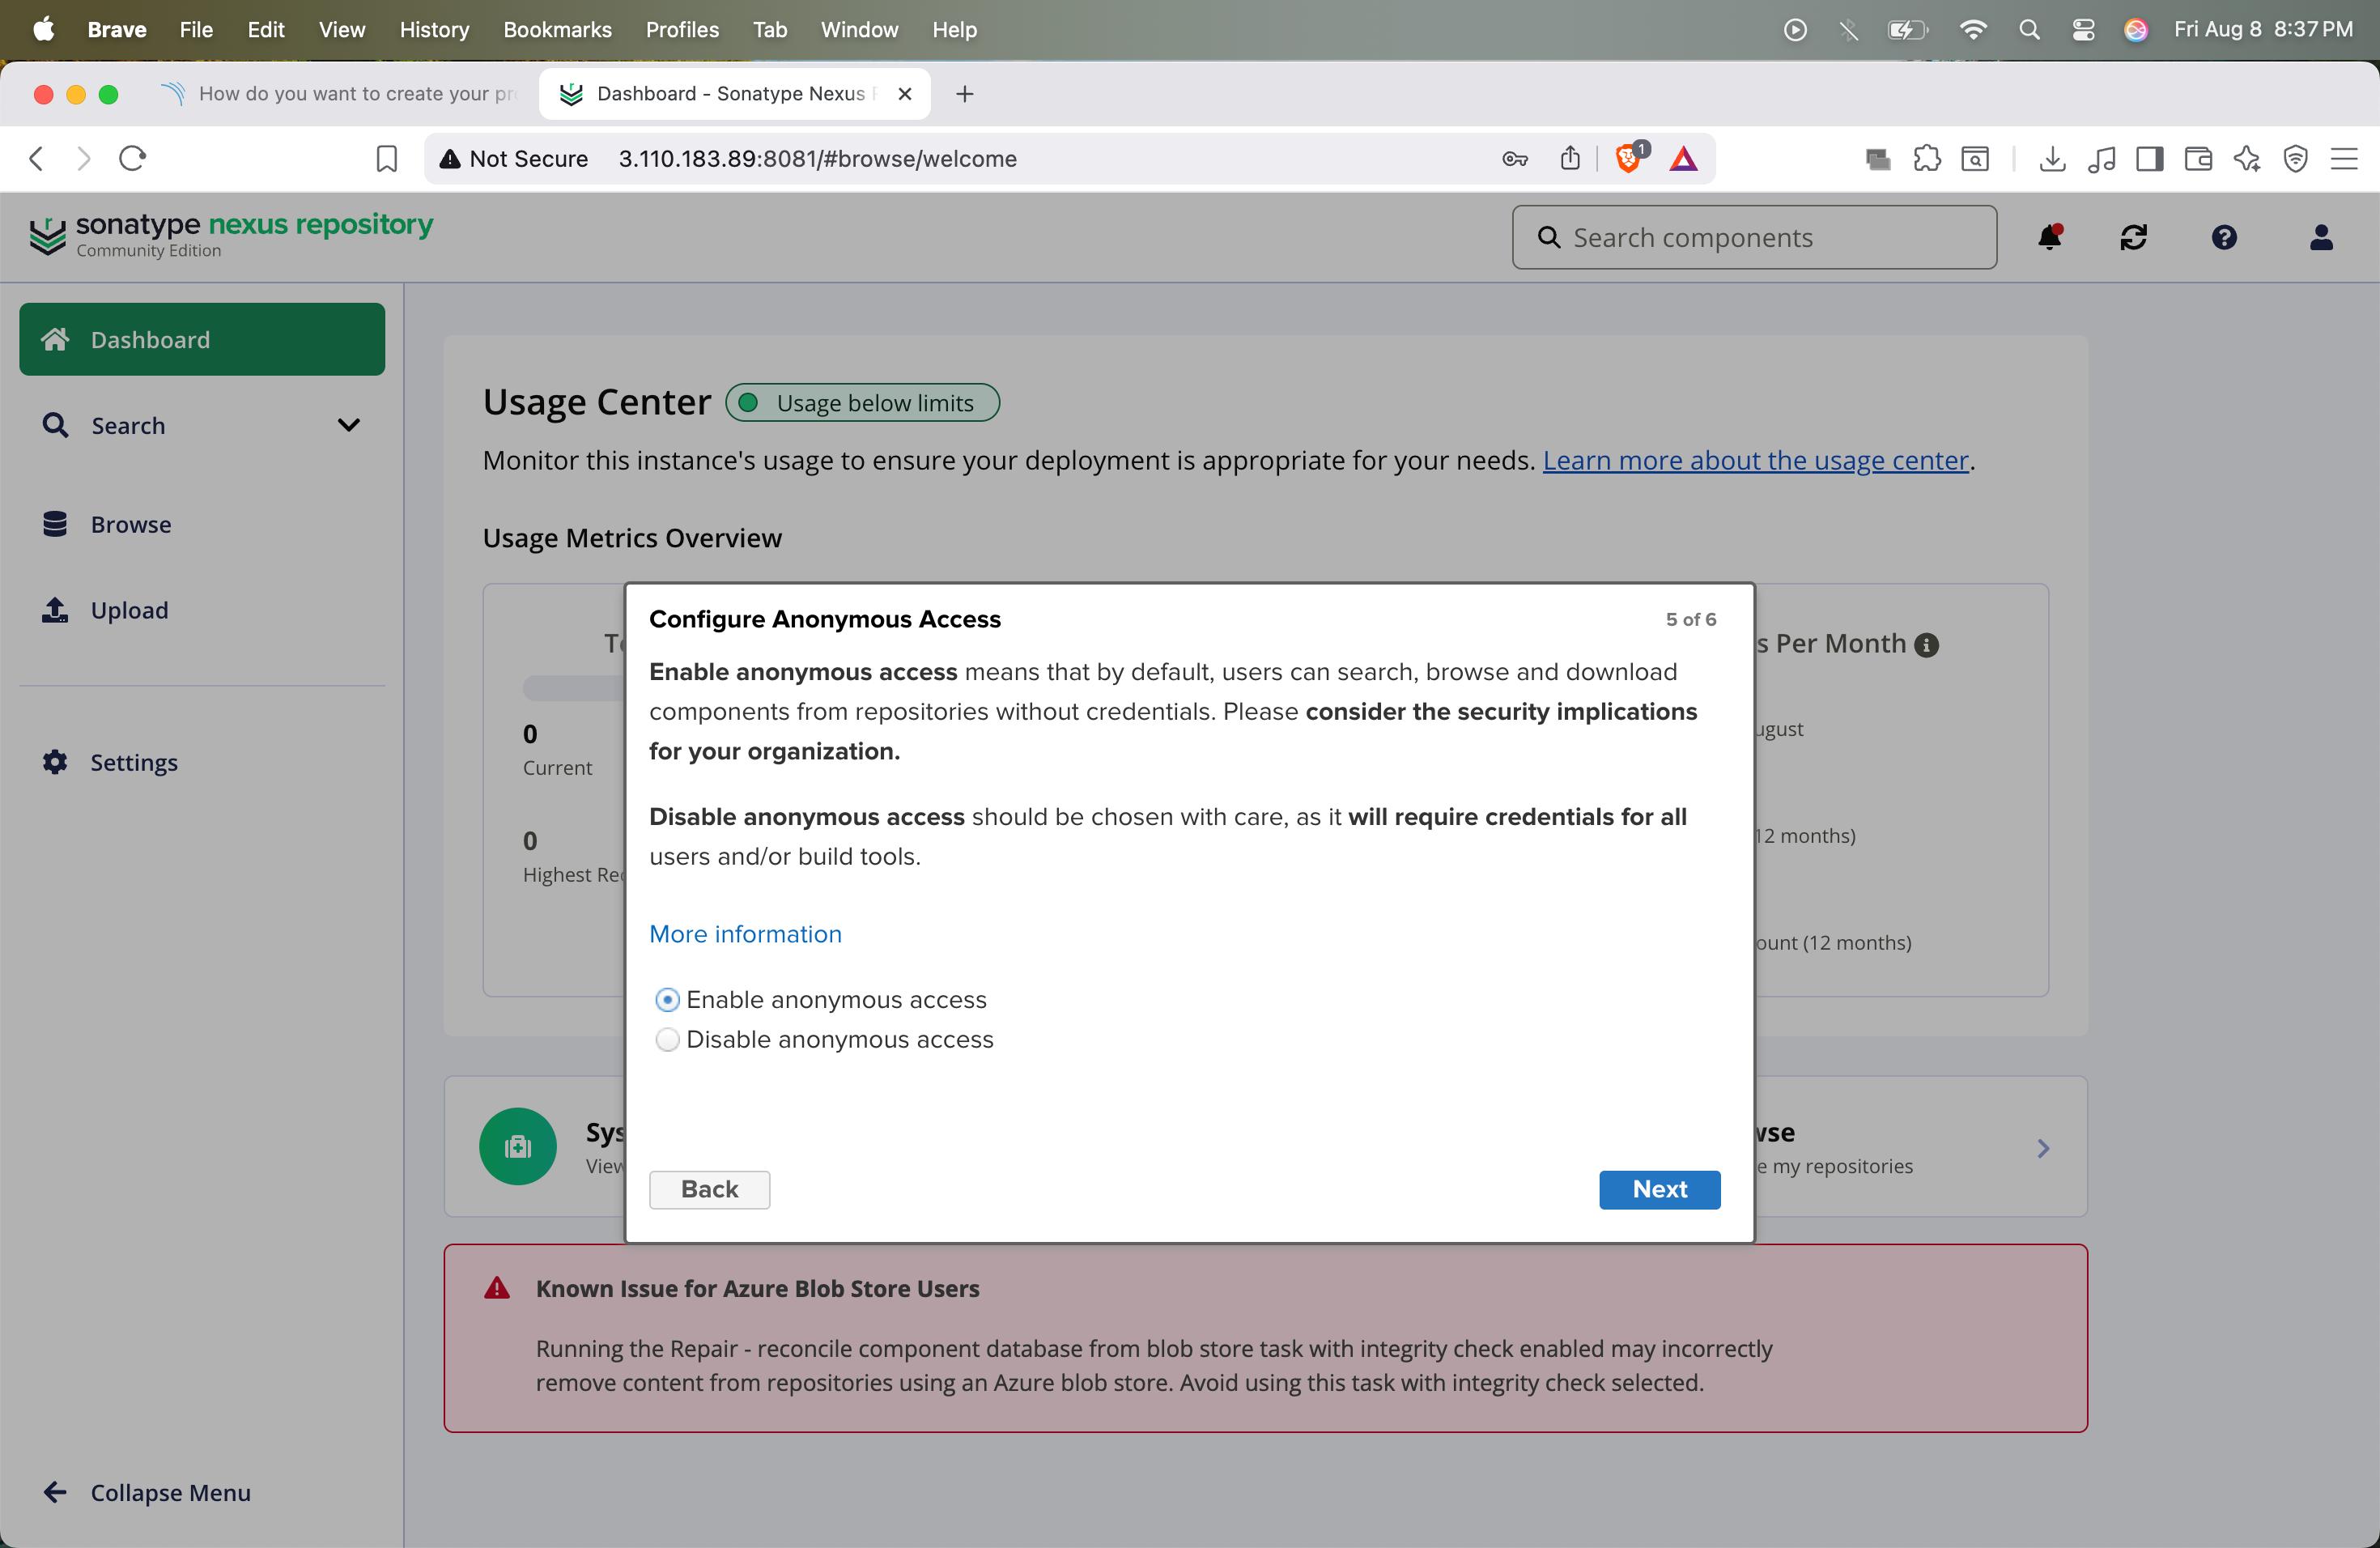 Brave File Edit View History Bookmarks Profiles Tab Window Help Fri Aug 8 8:37 PM
How do you want to create your pr
Dashboard - Sonatype Nexus
Not Secure 3.110.183.89:8081/#browse/welcome 1
sonatype nexus repository
Community Edition
Search components
Dashboard
Search
Browse
Upload
Settings
Collapse Menu
Usage Center Usage below limits
Monitor this instance's usage to ensure your deployment is appropriate for your needs. Learn more about the usage center.
Usage Metrics Overview
0
Current
0
Highest Rec
s Per Month
ugust
12 months)
ount (12 months)
Configure Anonymous Access 5 of 6
Enable anonymous access means that by default, users can search, browse and download
components from repositories without credentials. Please consider the security implications
for your organization.
Disable anonymous access should be chosen with care, as it will require credentials for all
users and/or build tools.
More information
Enable anonymous access
Disable anonymous access
Back Next
Sys
View
wse
e my repositories
Known Issue for Azure Blob Store Users
Running the Repair - reconcile component database from blob store task with integrity check enabled may incorrectly
remove content from repositories using an Azure blob store. Avoid using this task with integrity check selected.